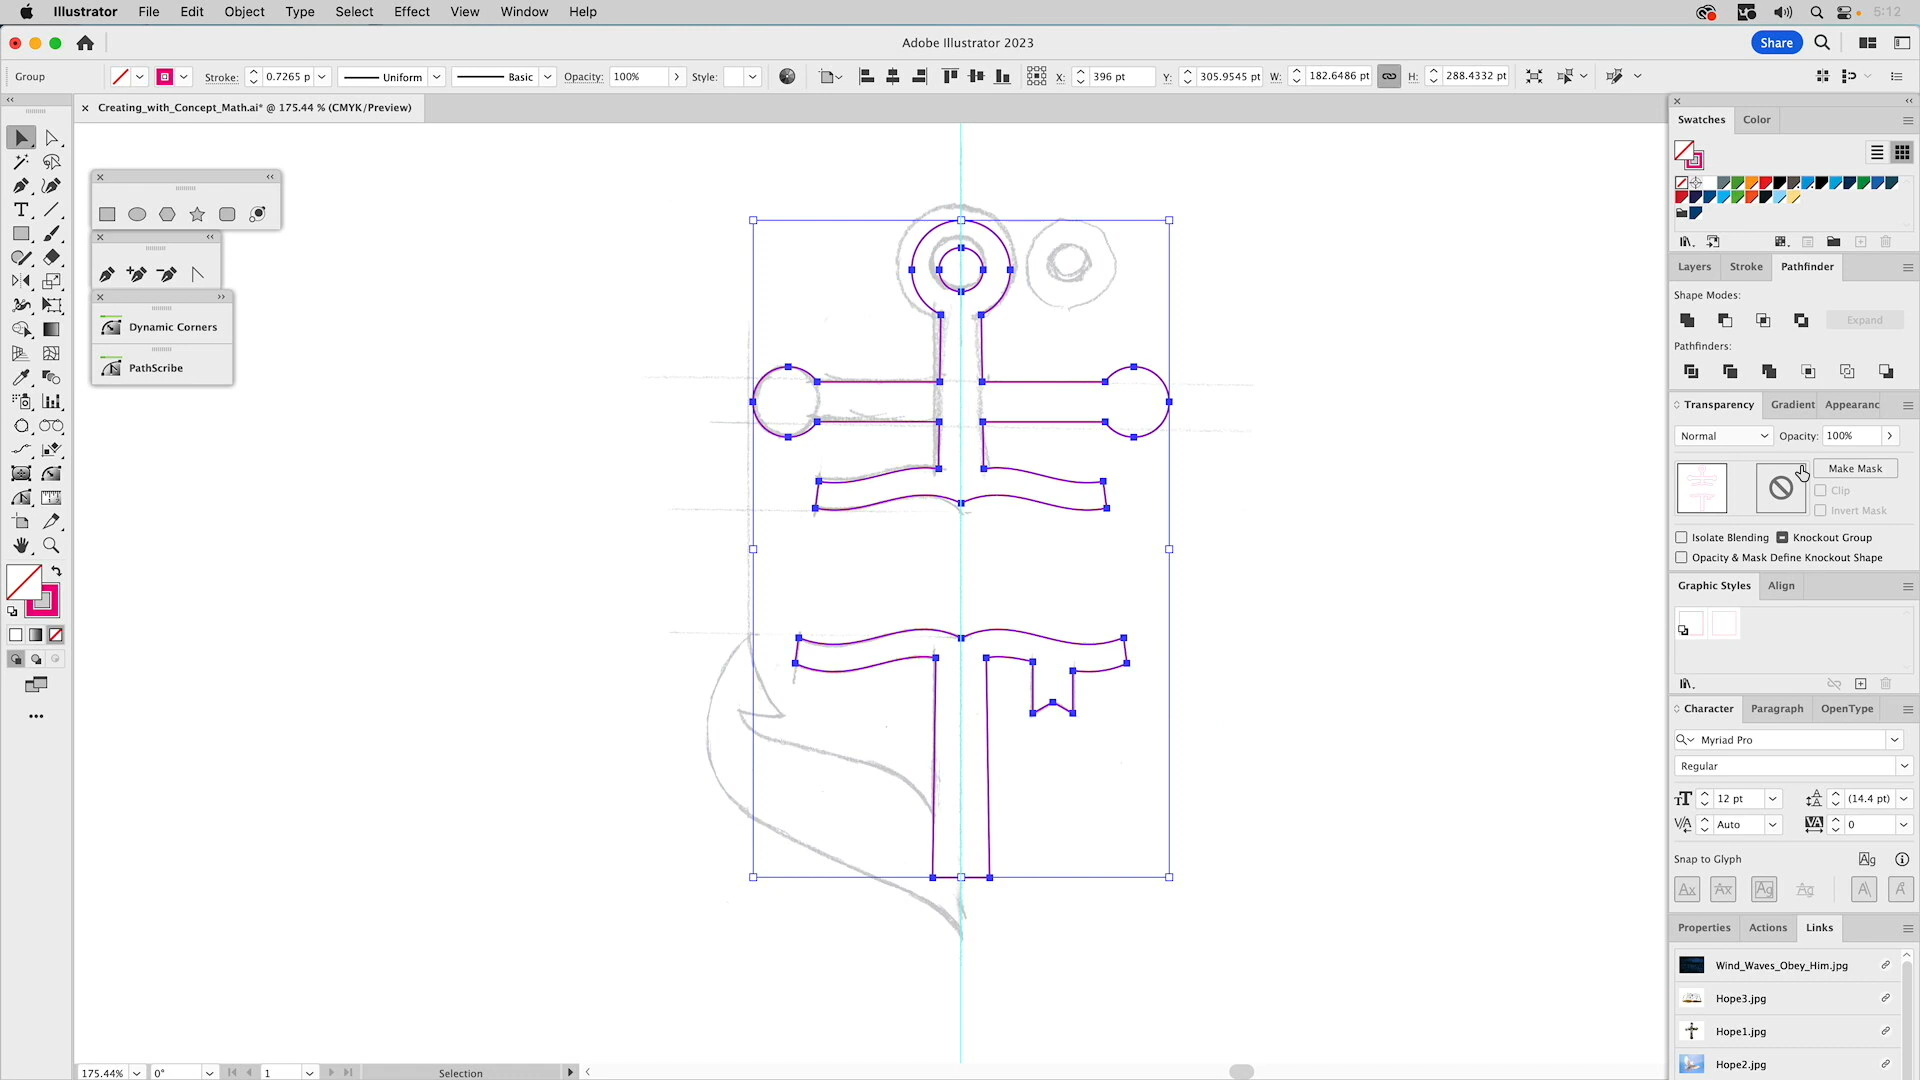 Illustrator File Edit Object Type Select Effect View Window Help 5:12
Adobe Illustrator 2023 Share
Group Stroke: 0.7265 p Uniform Basic Opacity: 100% Style: X: 396 pt Y: 305.9545 pt W: 182.6486 pt H: 288.4332 pt
Creating_with_Concept_Math.ai* @ 175.44 % (CMYK/Preview)
Dynamic Corners
PathScribe
Swatches Color
Layers Stroke Pathfinder
Shape Modes:
Expand
Pathfinders:
Transparency Gradient Appearanc
Normal Opacity: 100%
Make Mask
Clip
Invert Mask
Isolate Blending Knockout Group
Opacity & Mask Define Knockout Shape
Graphic Styles Align
Character Paragraph OpenType
Myriad Pro
Regular
12 pt (14.4 pt)
Auto 0
Snap to Glyph
Properties Actions Links
Wind_Waves_Obey_Him.jpg
Hope3.jpg
Hope1.jpg
Hope2.jpg
175.44% 0° 1 Selection